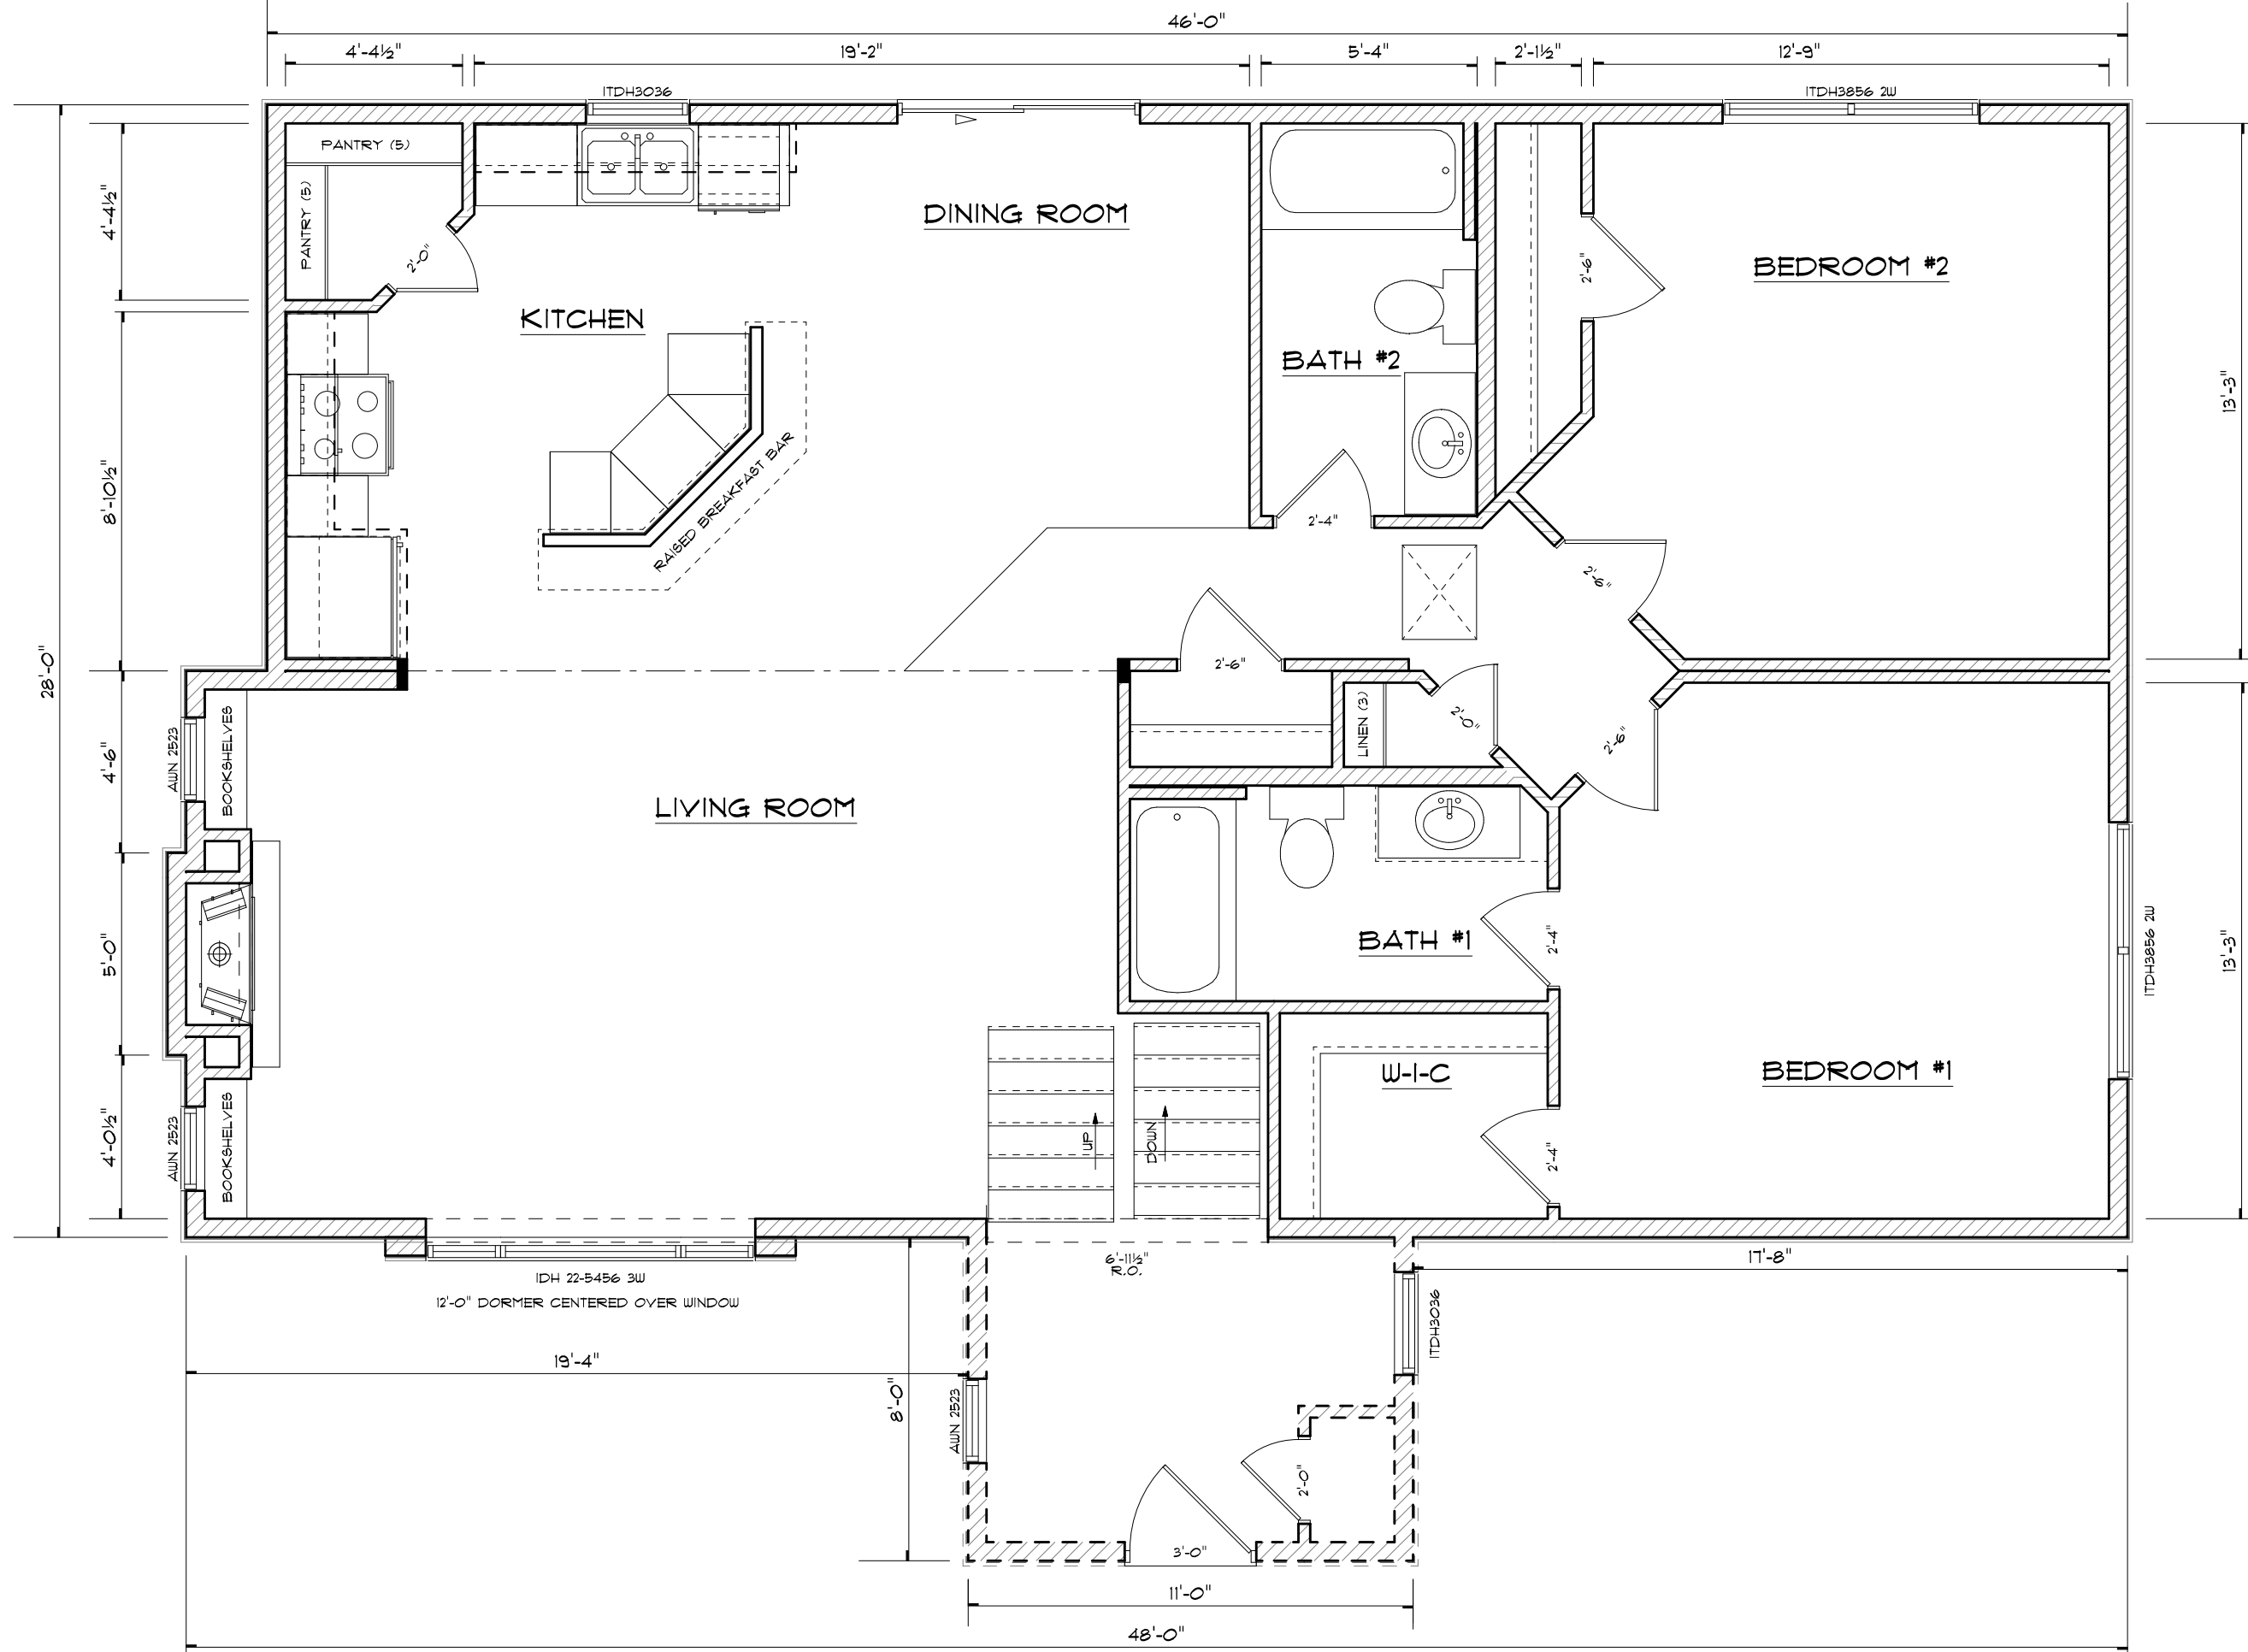 46'-0"
4'-4½"
19'-2"
5'-4"
2'-1½"
12'-9"
ITDH3036
ITDH3856 2W
PANTRY (5)
PANTRY (5)
4'-4½"
2'-0"
DINING ROOM
2'-6"
BEDROOM #2
KITCHEN
BATH #2
13'-3"
8'-10½"
RAISED BREAKFAST BAR
2'-4"
2'-6"
28'-0"
2'-6"
LINEN (3)
2'-0"
2'-6"
4'-6"
AWN 2523
BOOKSHELVES
LIVING ROOM
BATH #1
2'-4"
5'-0"
ITDH3856 2W
13'-3"
W-I-C
BEDROOM #1
4'-0½"
AWN 2523
BOOKSHELVES
UP
DOWN
2'-4"
6'-11½"
R.O.
17'-8"
IDH 22-5456 3W
12'-0" DORMER CENTERED OVER WINDOW
ITDH3036
19'-4"
8'-0"
AWN 2523
2'-0"
3'-0"
11'-0"
48'-0"